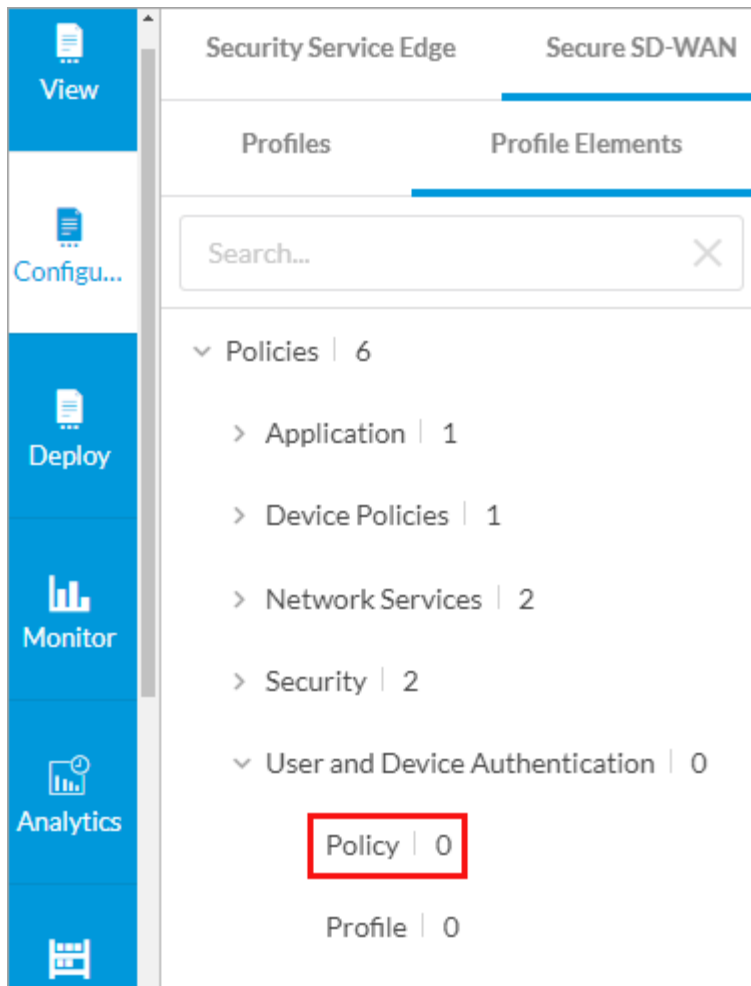 View
Configu...
Deploy
Monitor
Analytics
Security Service Edge
Secure SD-WAN
Profiles
Profile Elements
Search...
Policies 6
Application 1
Device Policies 1
Network Services 2
Security 2
User and Device Authentication 0
Policy 0
Profile 0